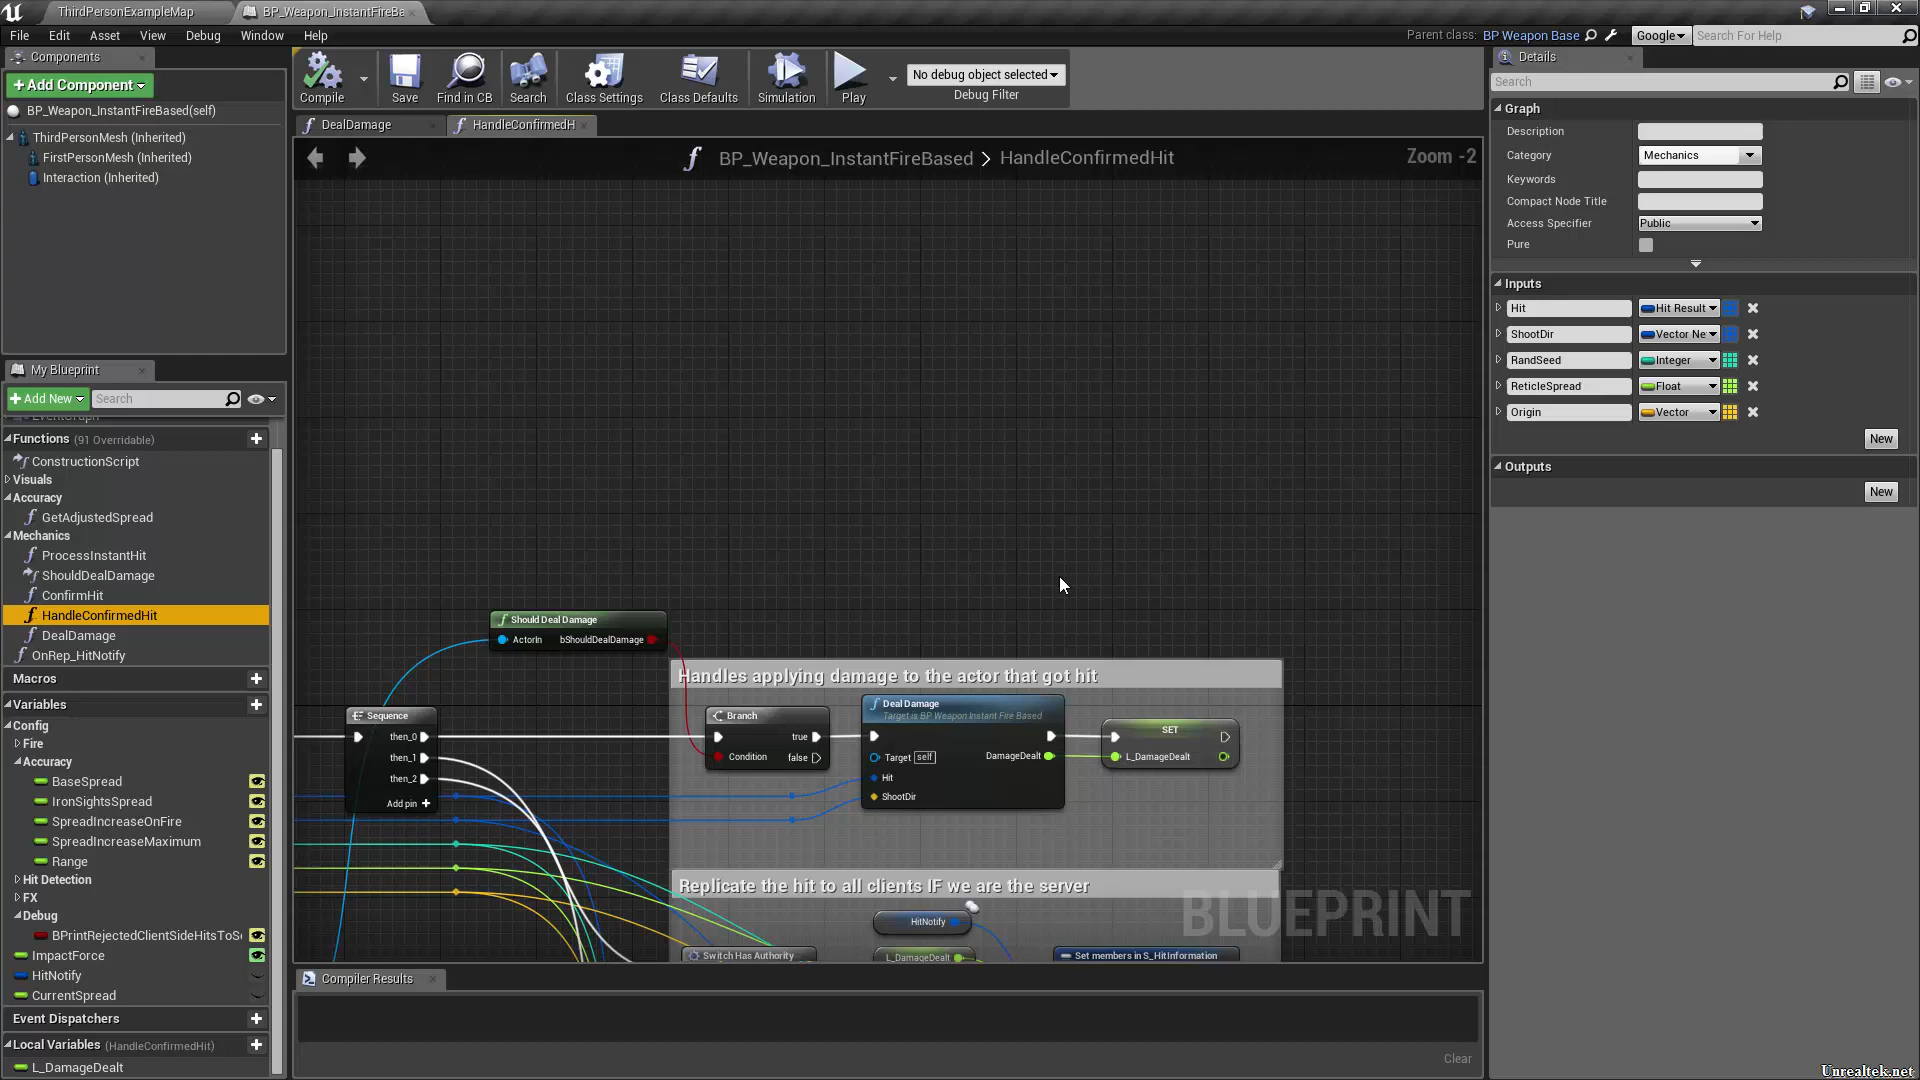 ThirdPersonExampleMap
BP_Weapon_InstantFireBa
File Edit Asset View Debug Window Help
Parent class: BP Weapon Base
Google
Search For Help
Components
+Add Component
BP_Weapon_InstantFireBased(self)
ThirdPersonMesh (Inherited)
FirstPersonMesh (Inherited)
Interaction (Inherited)
Compile
Save
Find in CB
Search
Class Settings
Class Defaults
Simulation
Play
No debug object selected
Debug Filter
DealDamage
HandleConfirmedH
BP_Weapon_InstantFireBased > HandleConfirmedHit
Zoom -2
My Blueprint
+Add New
Search
EventGraph
Functions (91 Overridable)
ConstructionScript
Visuals
Accuracy
GetAdjustedSpread
Mechanics
ProcessInstantHit
ShouldDealDamage
ConfirmHit
HandleConfirmedHit
DealDamage
OnRep_HitNotify
Macros
Variables
Config
Fire
Accuracy
BaseSpread
IronSightsSpread
SpreadIncreaseOnFire
SpreadIncreaseMaximum
Range
Hit Detection
FX
Debug
BPrintRejectedClientSideHitsToS
ImpactForce
HitNotify
CurrentSpread
Event Dispatchers
Local Variables (HandleConfirmedHit)
L_DamageDealt
Should Deal Damage
ActorIn bShouldDealDamage
Handles applying damage to the actor that got hit
Sequence
then_0
then_1
then_2
Add pin +
Branch
true
Condition false
Deal Damage
Target is BP Weapon Instant Fire Based
Target self
DamageDealt
Hit
ShootDir
SET
L_DamageDealt
Replicate the hit to all clients IF we are the server
HitNotify
Switch Has Authority
L_DamageDealt
Set members in S_HitInformation
BLUEPRINT
Compiler Results
Clear
Details
Search
Graph
Description
Category Mechanics
Keywords
Compact Node Title
Access Specifier Public
Pure
Inputs
Hit Hit Result
ShootDir Vector Ne
RandSeed Integer
ReticleSpread Float
Origin Vector
New
Outputs
New
Unrealtek.net